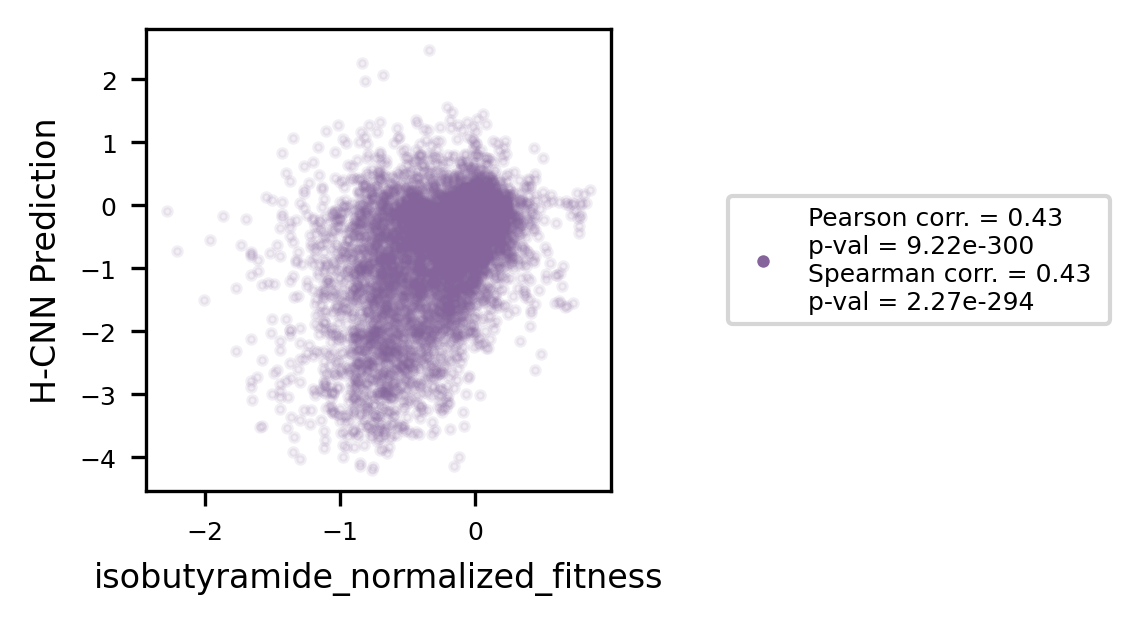 2
1
0
−1
−2
−3
−4
H-CNN Prediction
−2
−1
0
isobutyramide_normalized_fitness
Pearson corr. = 0.43
p-val = 9.22e-300
Spearman corr. = 0.43
p-val = 2.27e-294